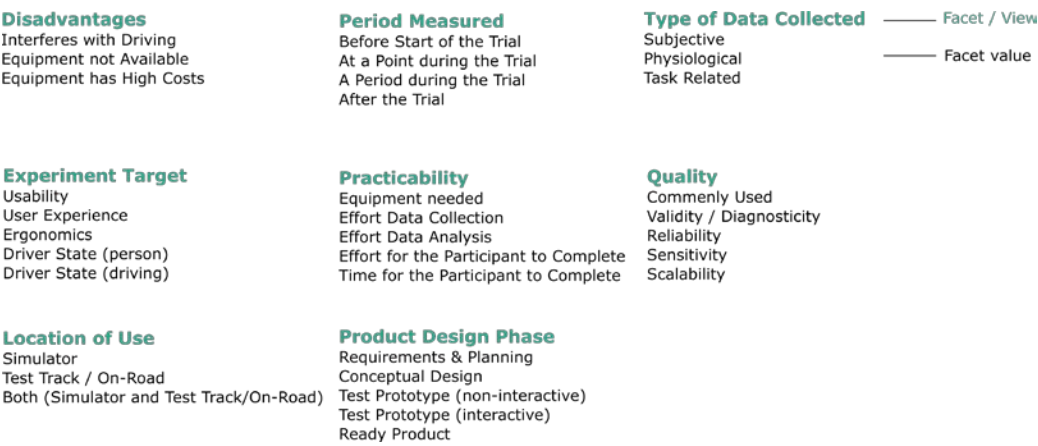 Disadvantages
Interferes with Driving
Equipment not Available
Equipment has High Costs
Period Measured
Before Start of the Trial
At a Point during the Trial
A Period during the Trial
After the Trial
Type of Data Collected
Subjective
Physiological
Task Related
Facet / View
Facet value
Experiment Target
Usability
User Experience
Ergonomics
Driver State (person)
Driver State (driving)
Practicability
Equipment needed
Effort Data Collection
Effort Data Analysis
Effort for the Participant to Complete
Time for the Participant to Complete
Quality
Commenly Used
Validity / Diagnosticity
Reliability
Sensitivity
Scalability
Location of Use
Simulator
Test Track / On-Road
Both (Simulator and Test Track/On-Road)
Product Design Phase
Requirements & Planning
Conceptual Design
Test Prototype (non-interactive)
Test Prototype (interactive)
Ready Product